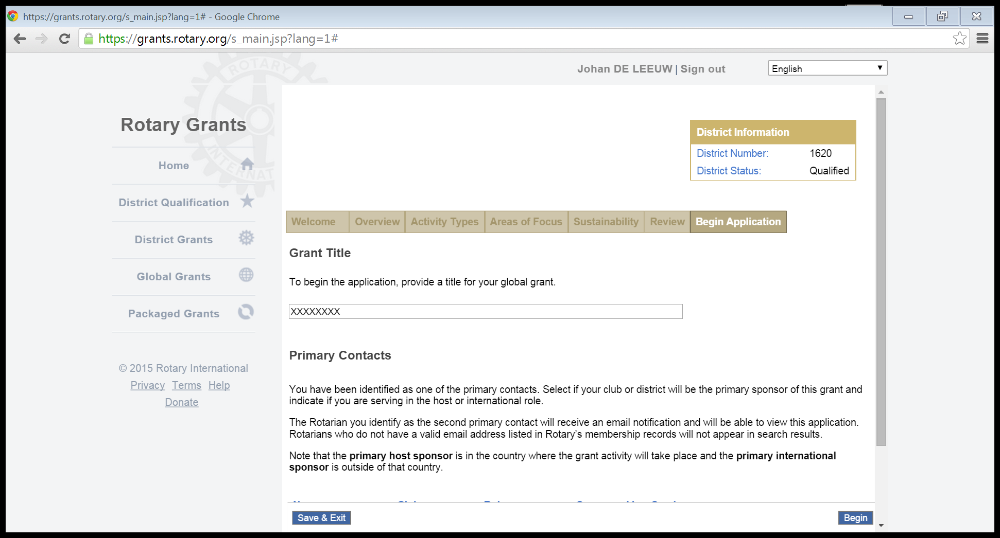 https://grants.rotary.org/s_main.jsp?lang=1# - Google Chrome
https://grants.rotary.org/s_main.jsp?lang=1#
ROTARY
INTERNAT
Johan DE LEEUW | Sign out
English
Rotary Grants
Home
District Qualification
District Grants
Global Grants
Packaged Grants
© 2015 Rotary International
Privacy Terms Help
Donate
District Information
District Number: 1620
District Status: Qualified
Welcome Overview Activity Types Areas of Focus Sustainability Review Begin Application
Grant Title
To begin the application, provide a title for your global grant.
XXXXXXXX
Primary Contacts
You have been identified as one of the primary contacts. Select if your club or district will be the primary sponsor of this grant and
indicate if you are serving in the host or international role.
The Rotarian you identify as the second primary contact will receive an email notification and will be able to view this application.
Rotarians who do not have a valid email address listed in Rotary’s membership records will not appear in search results.
Note that the primary host sponsor is in the country where the grant activity will take place and the primary international
sponsor is outside of that country.
Save & Exit
Begin